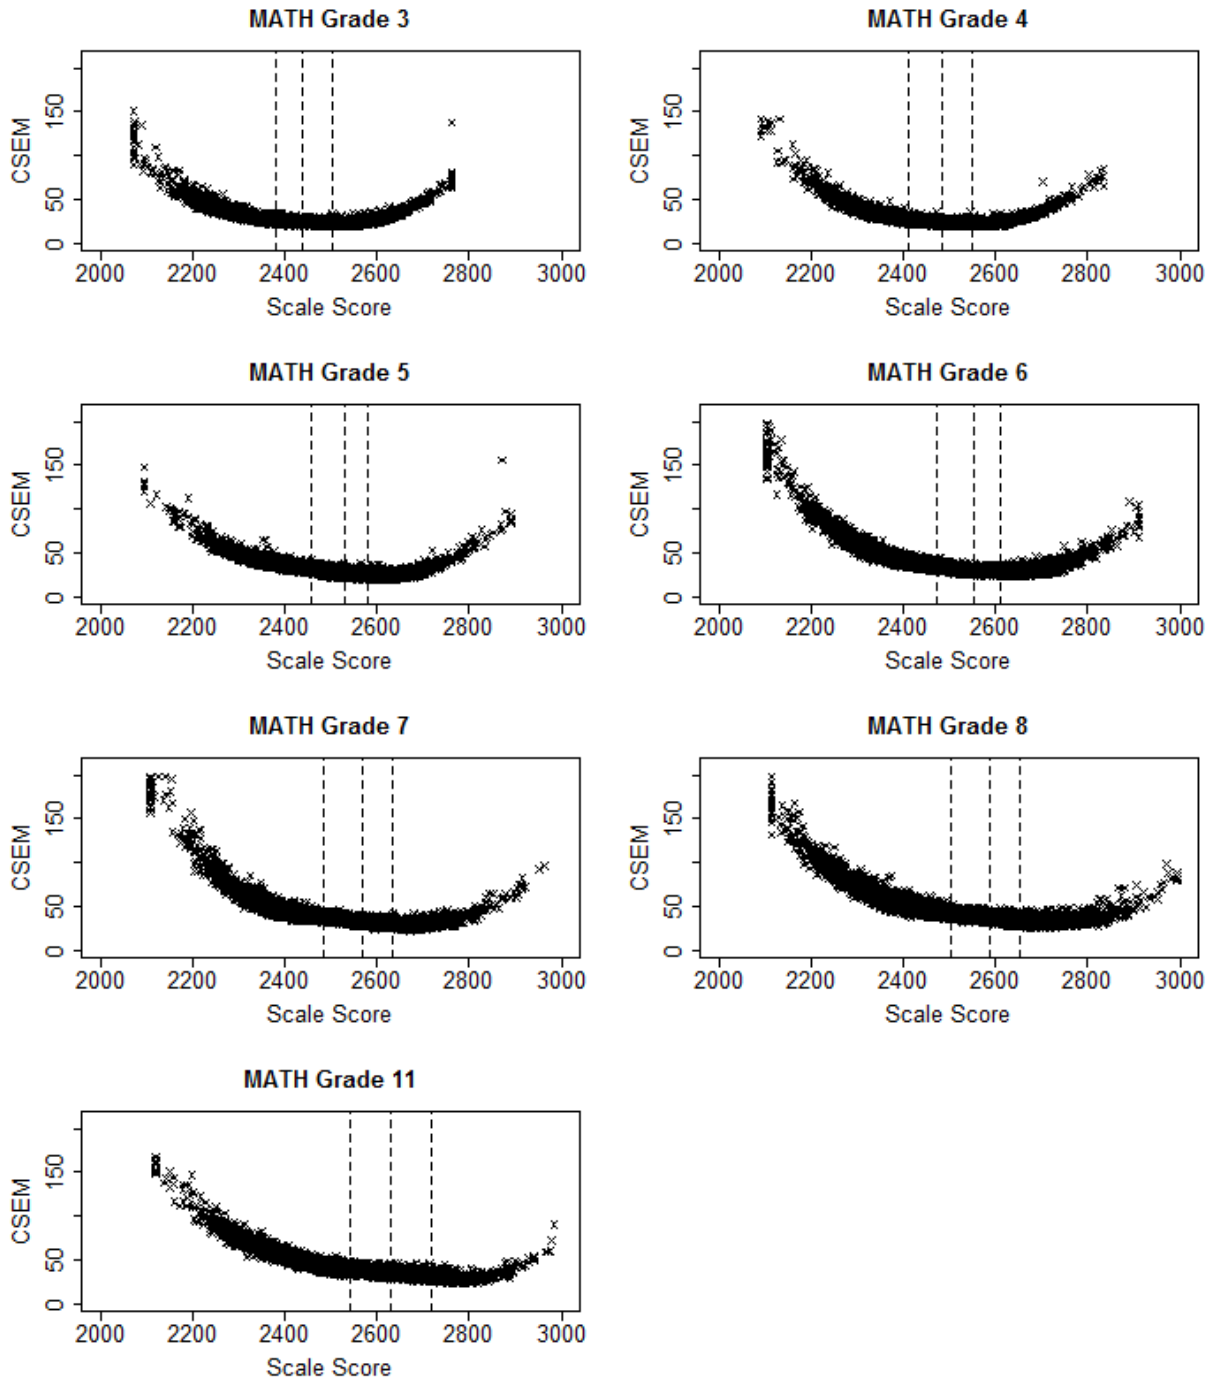 MATH Grade 3
CSEM
0 50 150
2000 2200 2400 2600 2800 3000
Scale Score
MATH Grade 4
CSEM
0 50 150
2000 2200 2400 2600 2800 3000
Scale Score
MATH Grade 5
CSEM
0 50 150
2000 2200 2400 2600 2800 3000
Scale Score
MATH Grade 6
CSEM
0 50 150
2000 2200 2400 2600 2800 3000
Scale Score
MATH Grade 7
CSEM
0 50 150
2000 2200 2400 2600 2800 3000
Scale Score
MATH Grade 8
CSEM
0 50 150
2000 2200 2400 2600 2800 3000
Scale Score
MATH Grade 11
CSEM
0 50 150
2000 2200 2400 2600 2800 3000
Scale Score